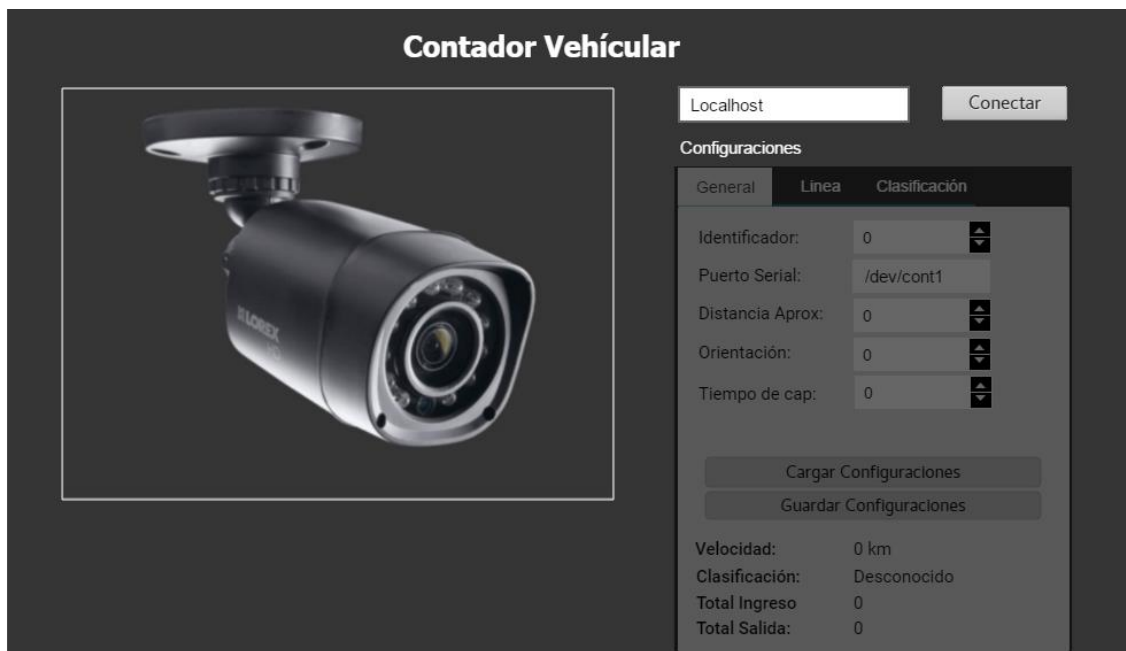 Contador Vehícular
Localhost
Conectar
Configuraciones
General Linea Clasificación
Identificador: 0
Puerto Serial: /dev/cont1
Distancia Aprox: 0
Orientación: 0
Tiempo de cap: 0
Cargar Configuraciones
Guardar Configuraciones
Velocidad: 0 km
Clasificación: Desconocido
Total Ingreso 0
Total Salida: 0
LOREX